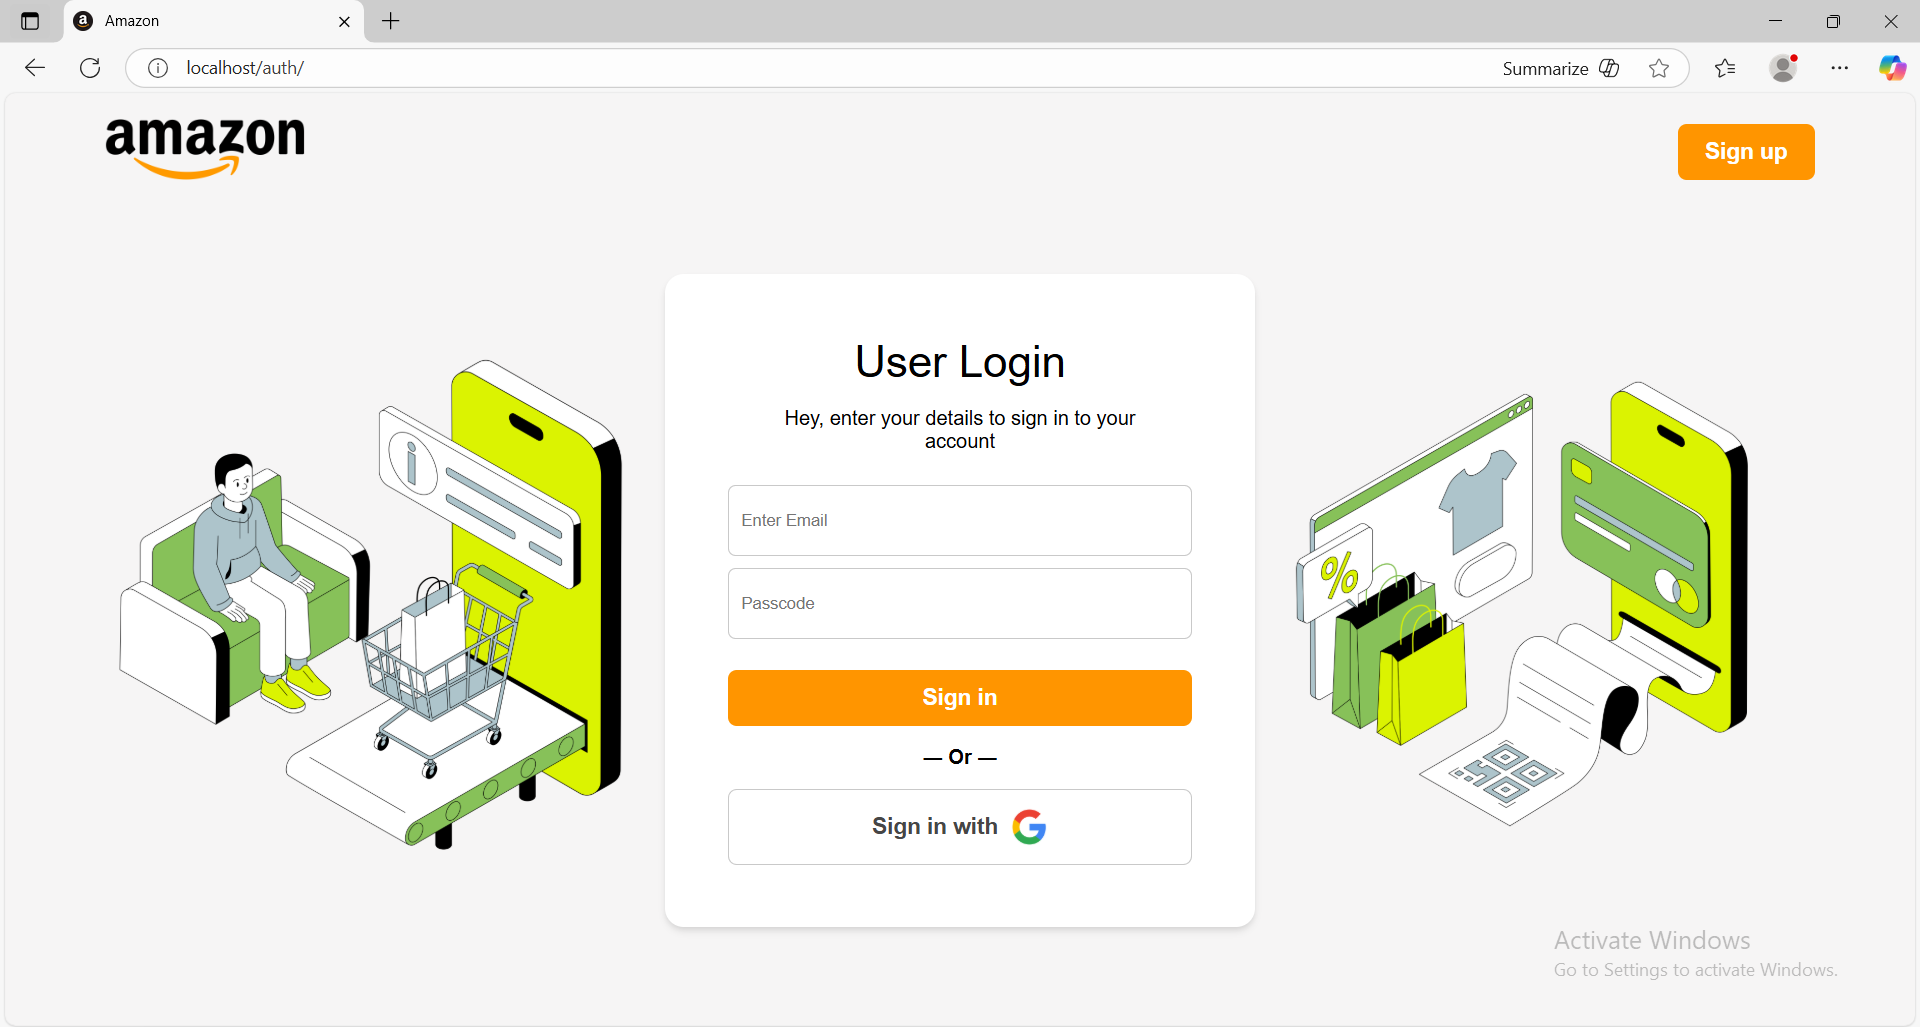 Amazon
localhost/auth/
Summarize
amazon
Sign up
User Login
Hey, enter your details to sign in to your
account
Enter Email
Passcode
Sign in
— Or —
Sign in with G
%
Activate Windows
Go to Settings to activate Windows.